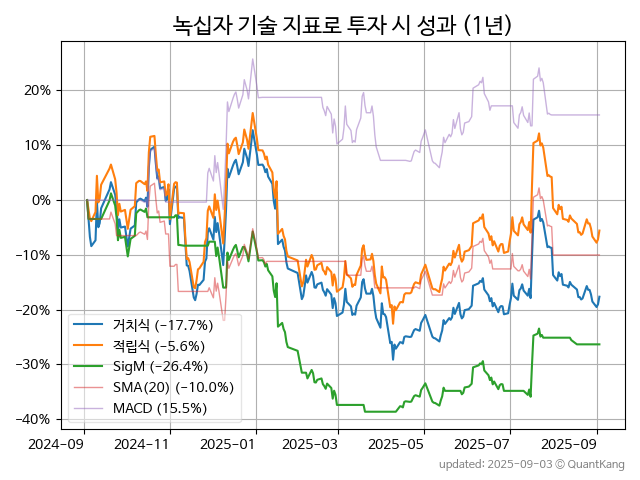 녹십자 기술 지표로 투자 시 성과 (1년)
20%
10%
0%
−10%
−20%
−30%
−40%
거치식 (−17.7%)
적립식 (−5.6%)
SigM (−26.4%)
SMA(20) (−10.0%)
MACD (15.5%)
2024-09
2024-11
2025-01
2025-03
2025-05
2025-07
2025-09
updated: 2025-09-03 © QuantKang